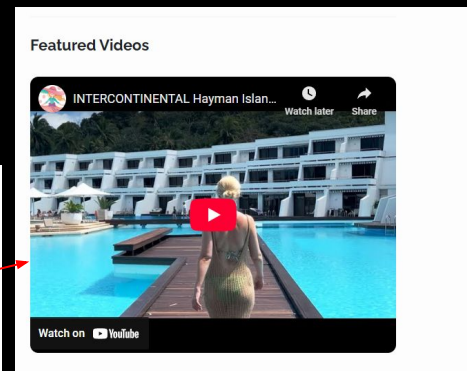 Featured Videos
INTERCONTINENTAL Hayman Islan...
Watch later
Share
Watch on YouTube